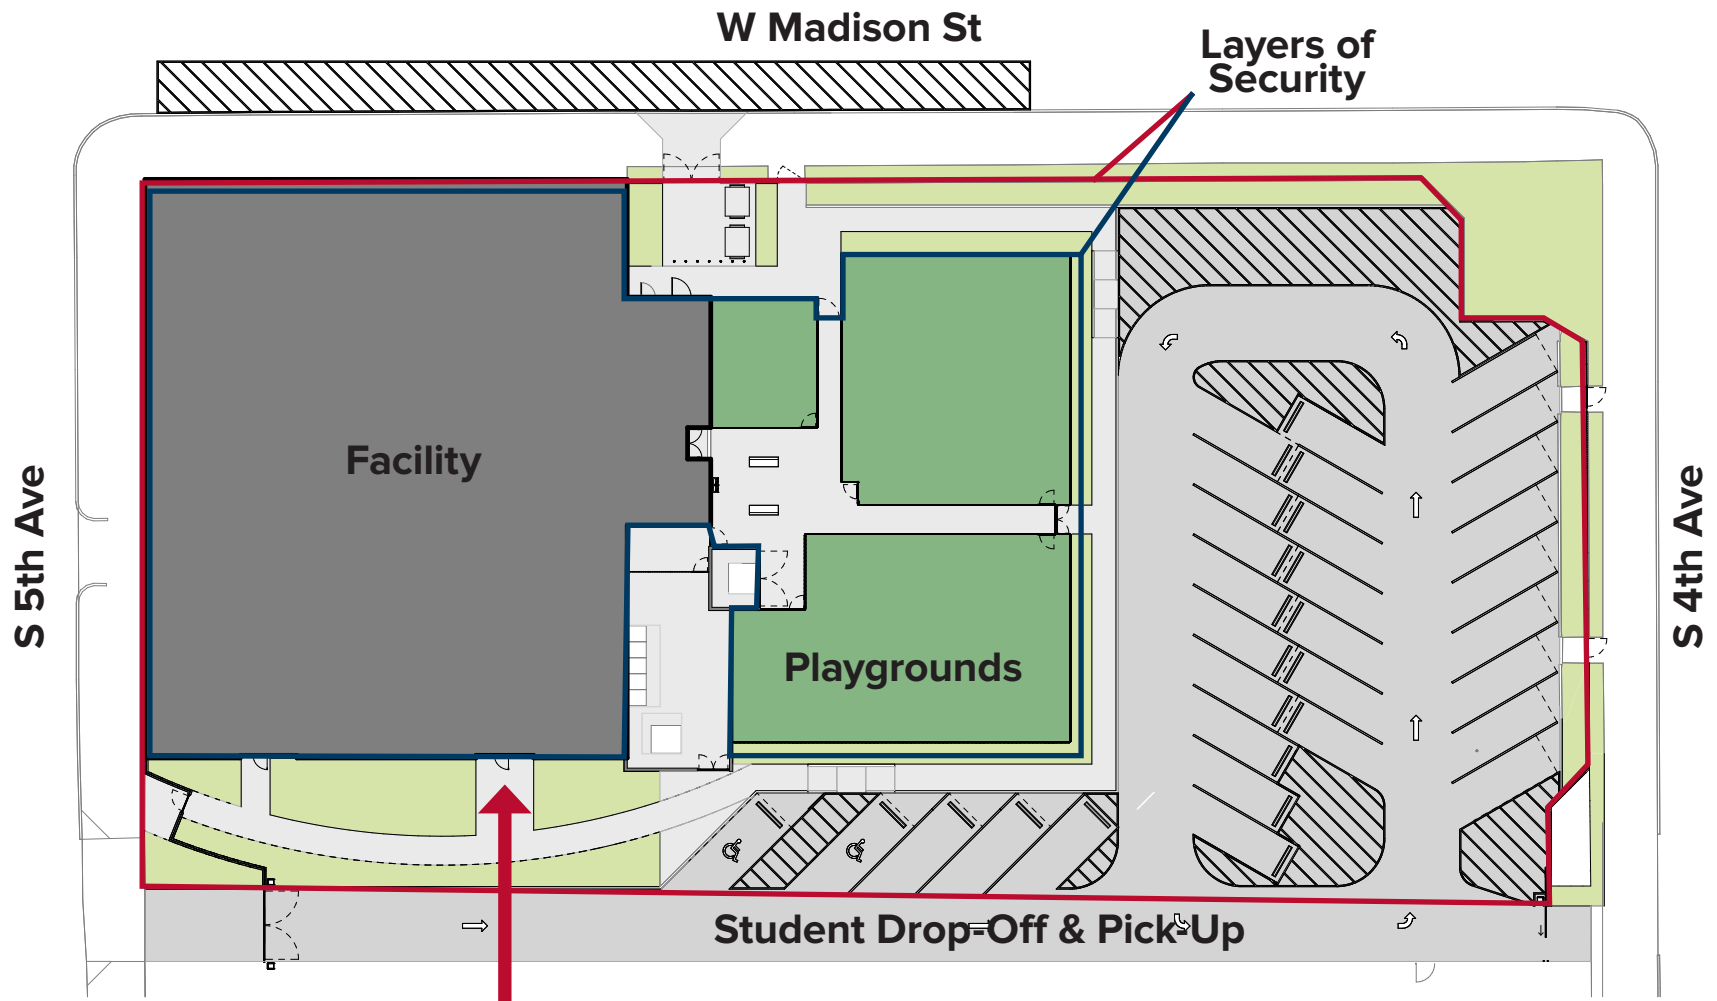 W Madison St
Layers of
Security
Facility
S 5th Ave
S 4th Ave
Playgrounds
Student Drop-Off & Pick-Up